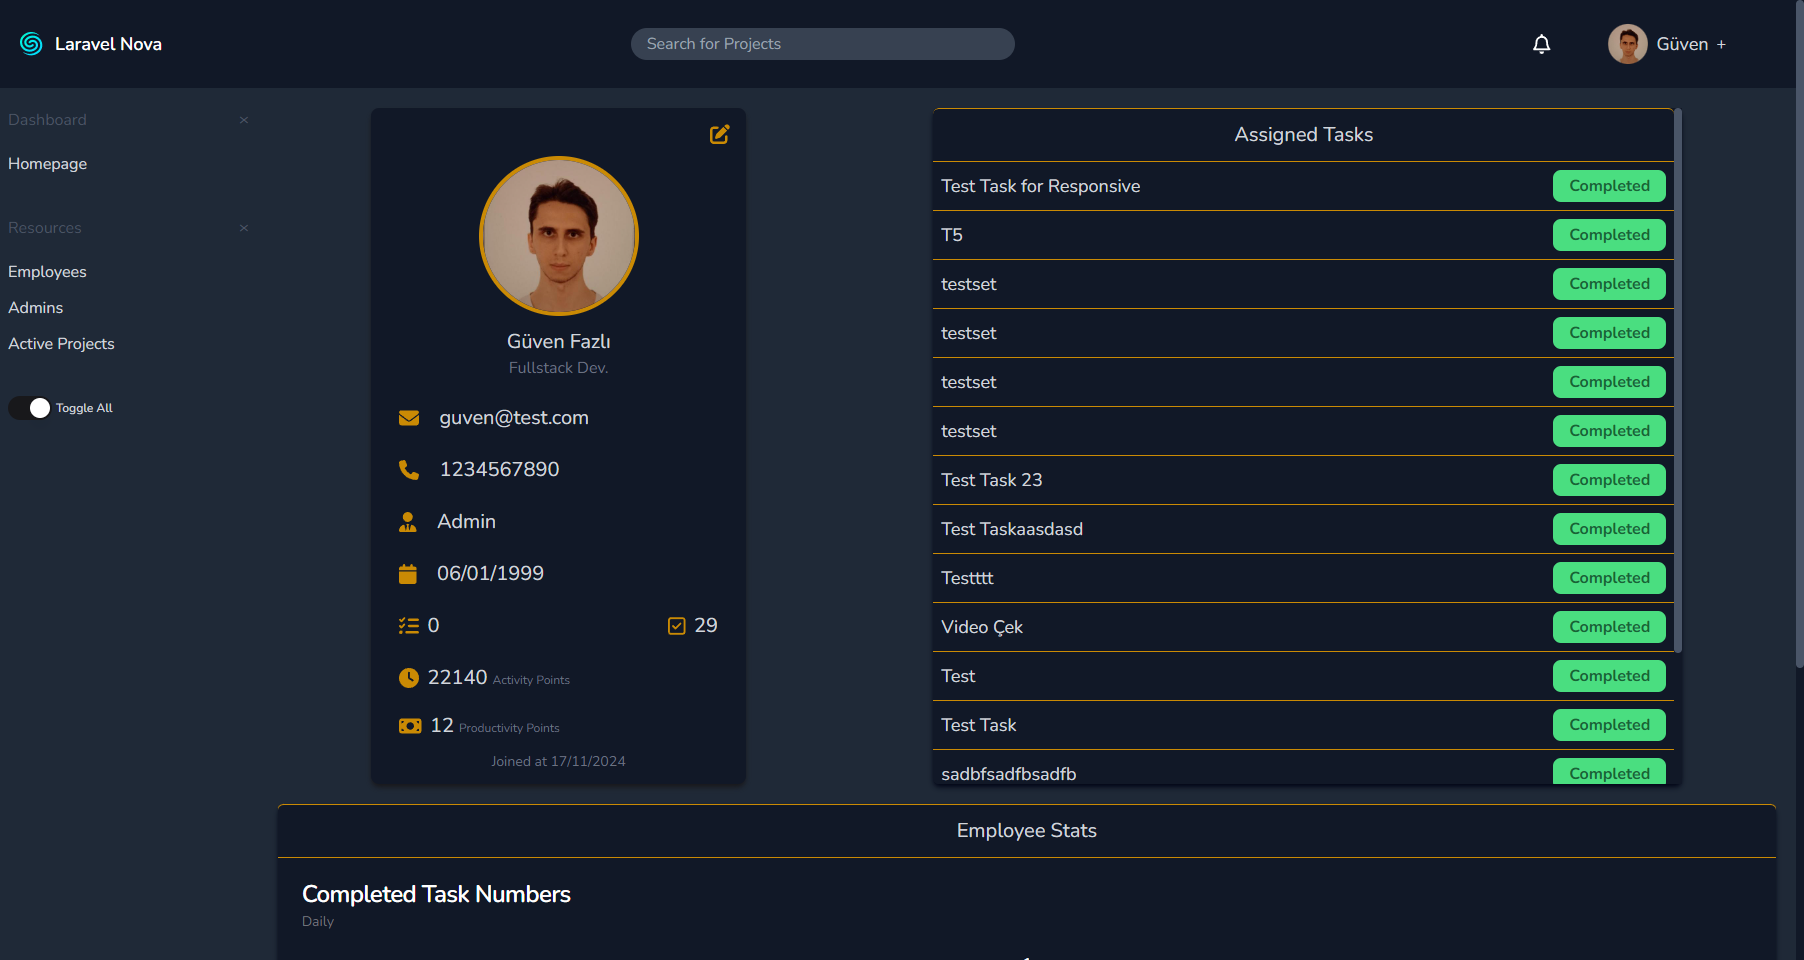 Laravel Nova
Search for Projects
Güven +
Dashboard ×
Homepage
Resources ×
Employees
Admins
Active Projects
Toggle All
Güven Fazlı
Fullstack Dev.
guven@test.com
1234567890
Admin
06/01/1999
0 29
22140 Activity Points
12 Productivity Points
Joined at 17/11/2024
Assigned Tasks
Test Task for Responsive Completed
T5 Completed
testset Completed
testset Completed
testset Completed
testset Completed
Test Task 23 Completed
Test Taskaasdasd Completed
Testttt Completed
Video Çek Completed
Test Completed
Test Task Completed
sadbfsadfbsadfb Completed
Employee Stats
Completed Task Numbers
Daily